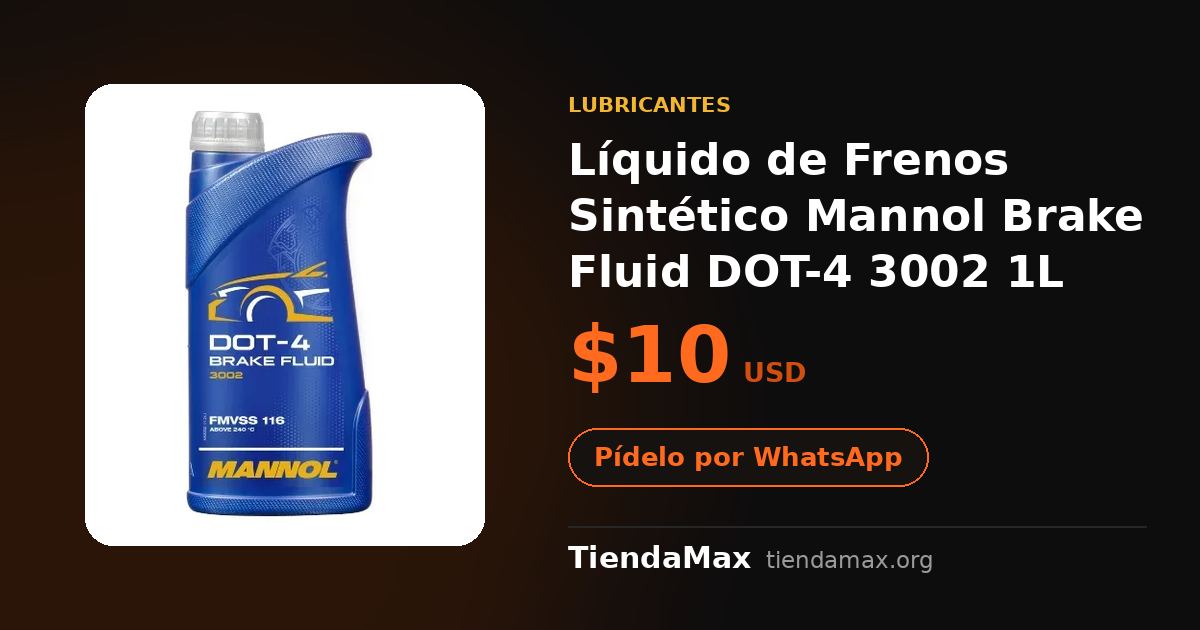 LUBRICANTES
Líquido de Frenos
Sintético Mannol Brake
Fluid DOT-4 3002 1L
$10 USD
Pídelo por WhatsApp
TiendaMax tiendamax.org
DOT-4
BRAKE FLUID
3002
FMVSS 116
ABOVE 240 °C
MANNOL